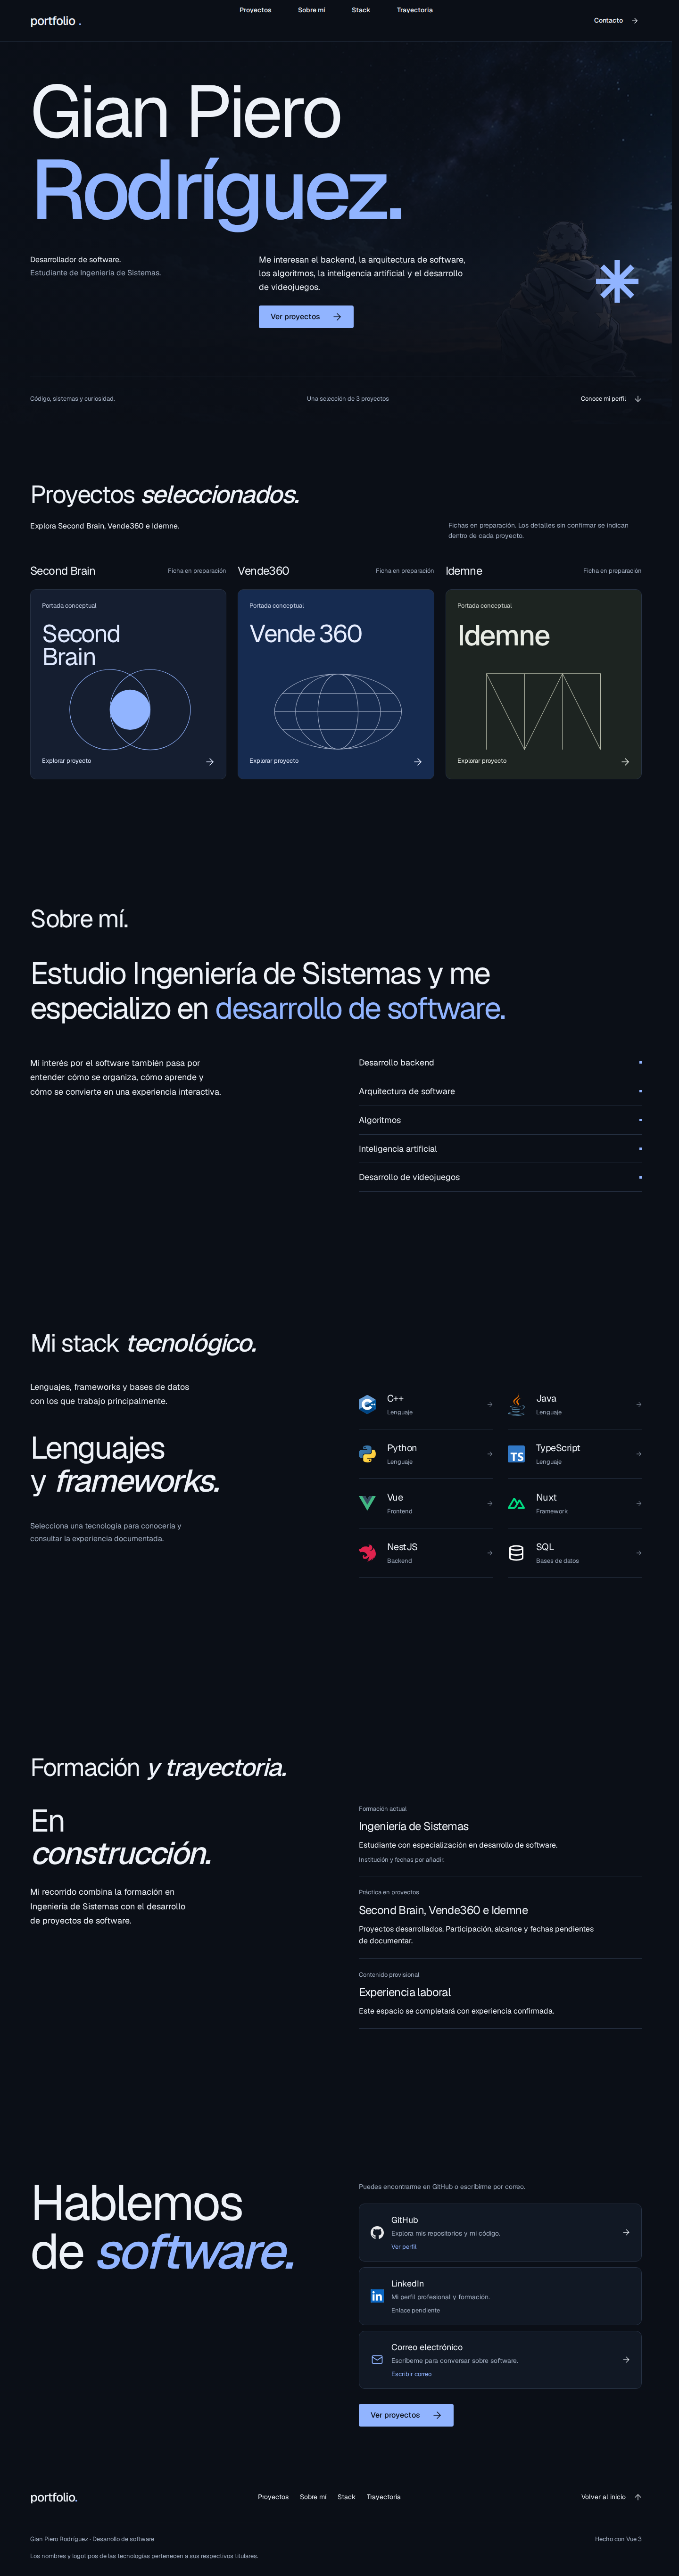 portfolio .
Proyectos
Sobre mí
Stack
Trayectoria
Contacto
Gian Piero
Rodríguez.
Desarrollador de software.
Estudiante de Ingeniería de Sistemas.
Me interesan el backend, la arquitectura de software,
los algoritmos, la inteligencia artificial y el desarrollo
de videojuegos.
Ver proyectos
Código, sistemas y curiosidad.
Una selección de 3 proyectos
Conoce mi perfil
Proyectos seleccionados.
Explora Second Brain, Vende360 e Idemne.
Fichas en preparación. Los detalles sin confirmar se indican
dentro de cada proyecto.
Second Brain
Ficha en preparación
Portada conceptual
Second
Brain
Explorar proyecto
Vende360
Ficha en preparación
Portada conceptual
Vende 360
Explorar proyecto
Idemne
Ficha en preparación
Portada conceptual
Idemne
Explorar proyecto
Sobre mí.
Estudio Ingeniería de Sistemas y me
especializo en desarrollo de software.
Mi interés por el software también pasa por
entender cómo se organiza, cómo aprende y
cómo se convierte en una experiencia interactiva.
Desarrollo backend
Arquitectura de software
Algoritmos
Inteligencia artificial
Desarrollo de videojuegos
Mi stack tecnológico.
Lenguajes, frameworks y bases de datos
con los que trabajo principalmente.
Lenguajes
y frameworks.
Selecciona una tecnología para conocerla y
consultar la experiencia documentada.
C++
Lenguaje
Java
Lenguaje
Python
Lenguaje
TS
TypeScript
Lenguaje
Vue
Frontend
Nuxt
Framework
NestJS
Backend
SQL
Bases de datos
Formación y trayectoria.
En
construcción.
Mi recorrido combina la formación en
Ingeniería de Sistemas con el desarrollo
de proyectos de software.
Formación actual
Ingeniería de Sistemas
Estudiante con especialización en desarrollo de software.
Institución y fechas por añadir.
Práctica en proyectos
Second Brain, Vende360 e Idemne
Proyectos desarrollados. Participación, alcance y fechas pendientes
de documentar.
Contenido provisional
Experiencia laboral
Este espacio se completará con experiencia confirmada.
Hablemos
de software.
Puedes encontrarme en GitHub o escribirme por correo.
GitHub
Explora mis repositorios y mi código.
Ver perfil
in
LinkedIn
Mi perfil profesional y formación.
Enlace pendiente
Correo electrónico
Escríbeme para conversar sobre software.
Escribir correo
Ver proyectos
portfolio.
Proyectos
Sobre mí
Stack
Trayectoria
Volver al inicio
Gian Piero Rodríguez · Desarrollo de software
Hecho con Vue 3
Los nombres y logotipos de las tecnologías pertenecen a sus respectivos titulares.